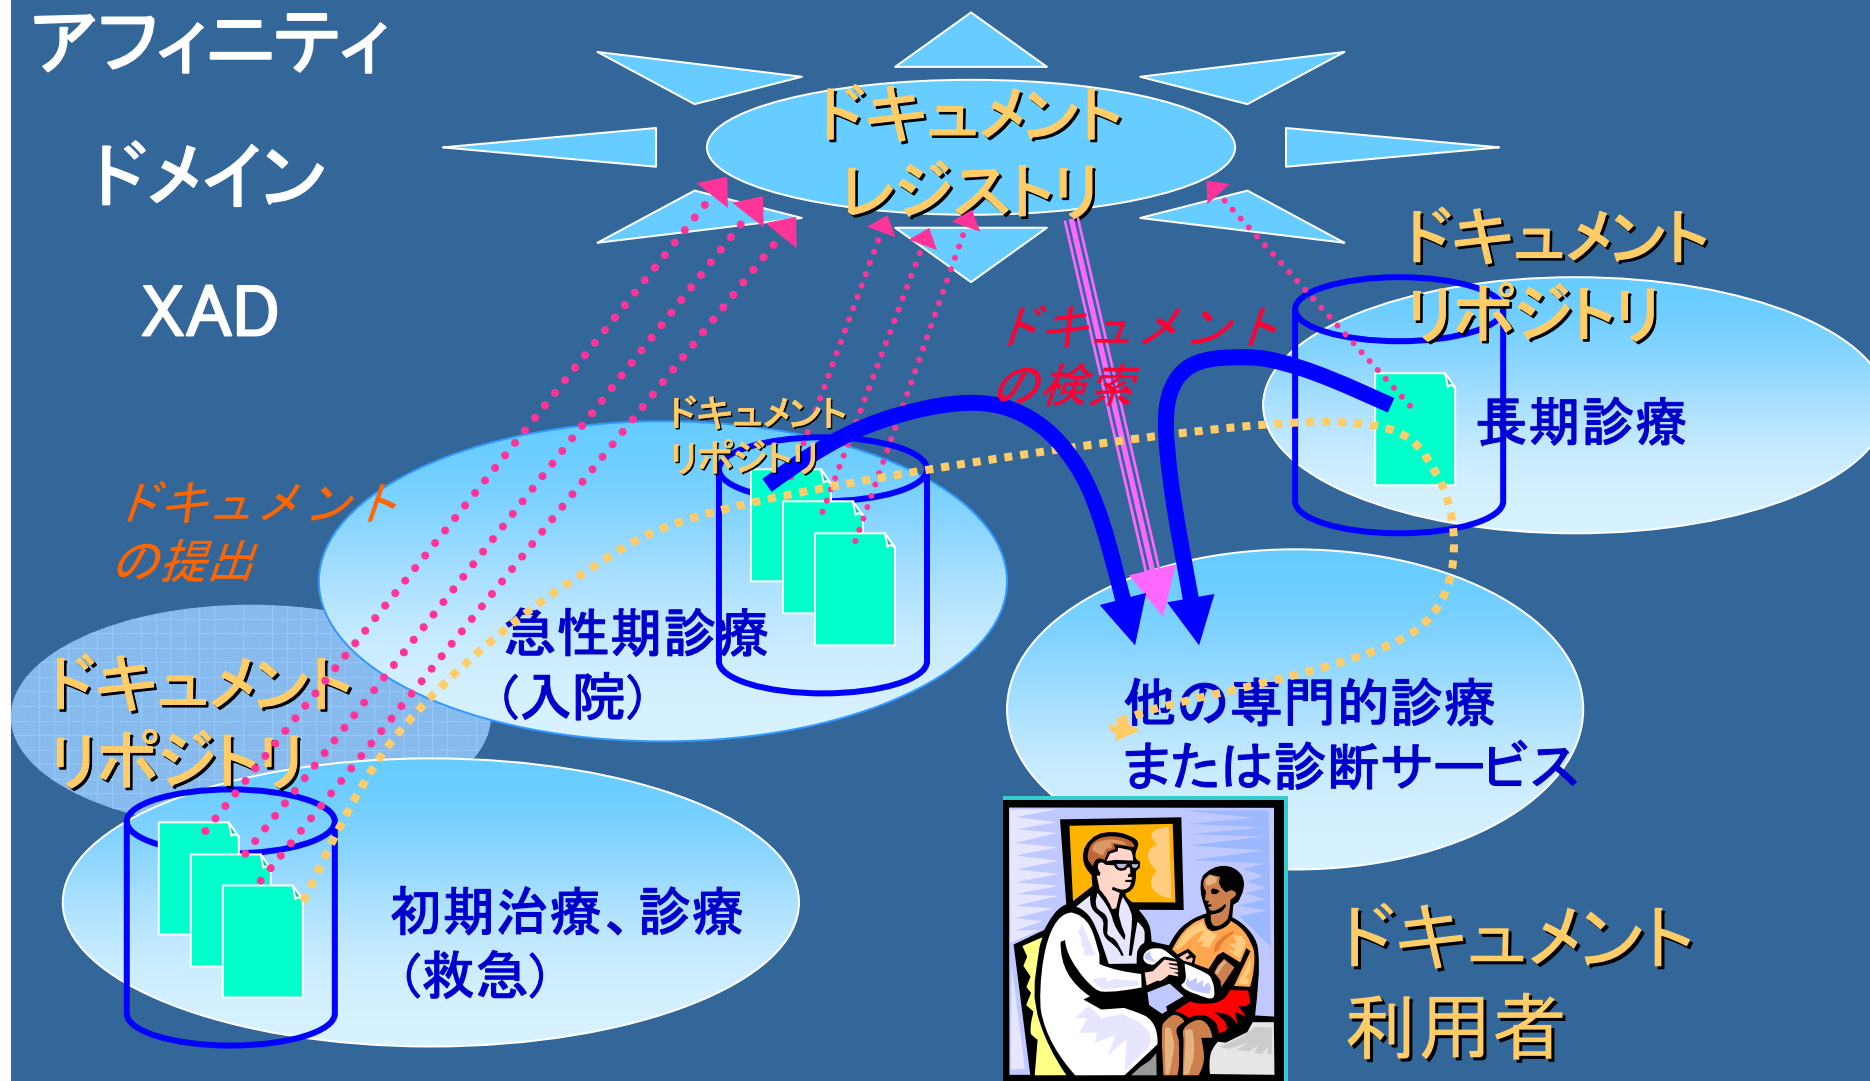 アフィニティ
ドメイン
XAD
ドキュメント
レジストリ
ドキュメント
リポジトリ
長期診療
ドキュメント
の検索
ドキュメント
リポジトリ
ドキュメント
の提出
急性期診療
(入院)
ドキュメント
リポジトリ
他の専門的診療
または診断サービス
初期治療、診療
(救急)
ドキュメント
利用者